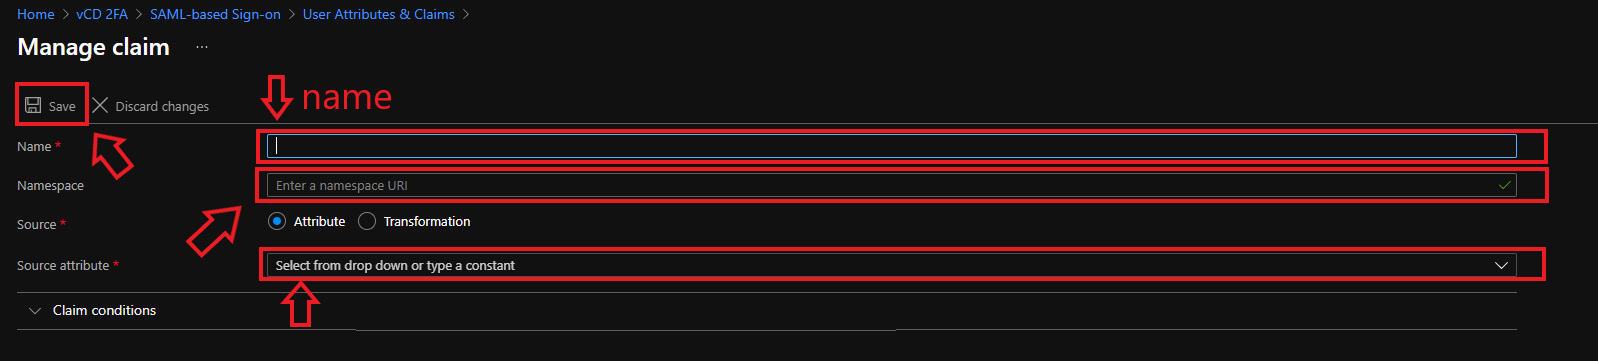 Home > vCD 2FA > SAML-based Sign-on > User Attributes & Claims >
Manage claim ...
Save Discard changes
name
Name *
Namespace Enter a namespace URI
Source * Attribute Transformation
Source attribute * Select from drop down or type a constant
Claim conditions